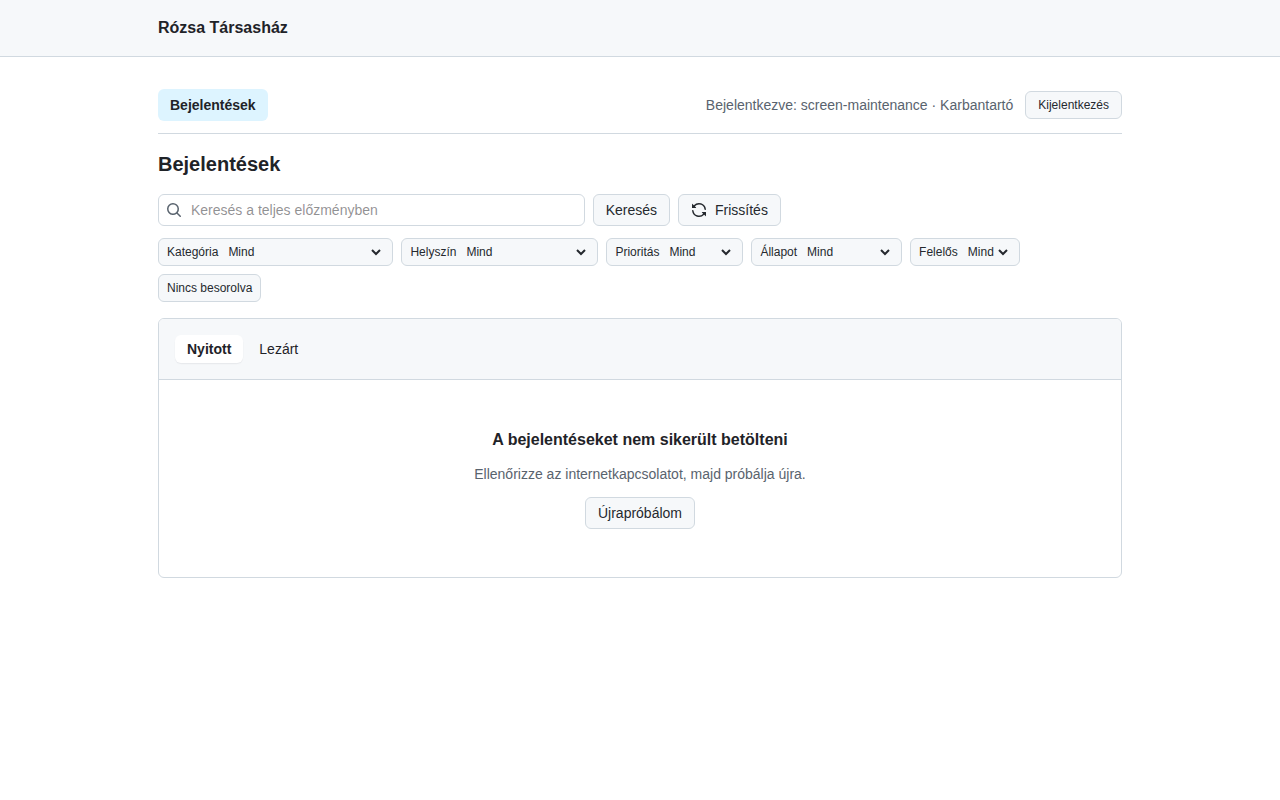 Rózsa Társasház
Bejelentések
Bejelentkezve: screen-maintenance · Karbantartó
Kijelentkezés
Bejelentések
Keresés a teljes előzményben
Keresés
Frissítés
Kategória Mind
Helyszín Mind
Prioritás Mind
Állapot Mind
Felelős Mind
Nincs besorolva
Nyitott
Lezárt
A bejelentéseket nem sikerült betölteni
Ellenőrizze az internetkapcsolatot, majd próbálja újra.
Újrapróbálom